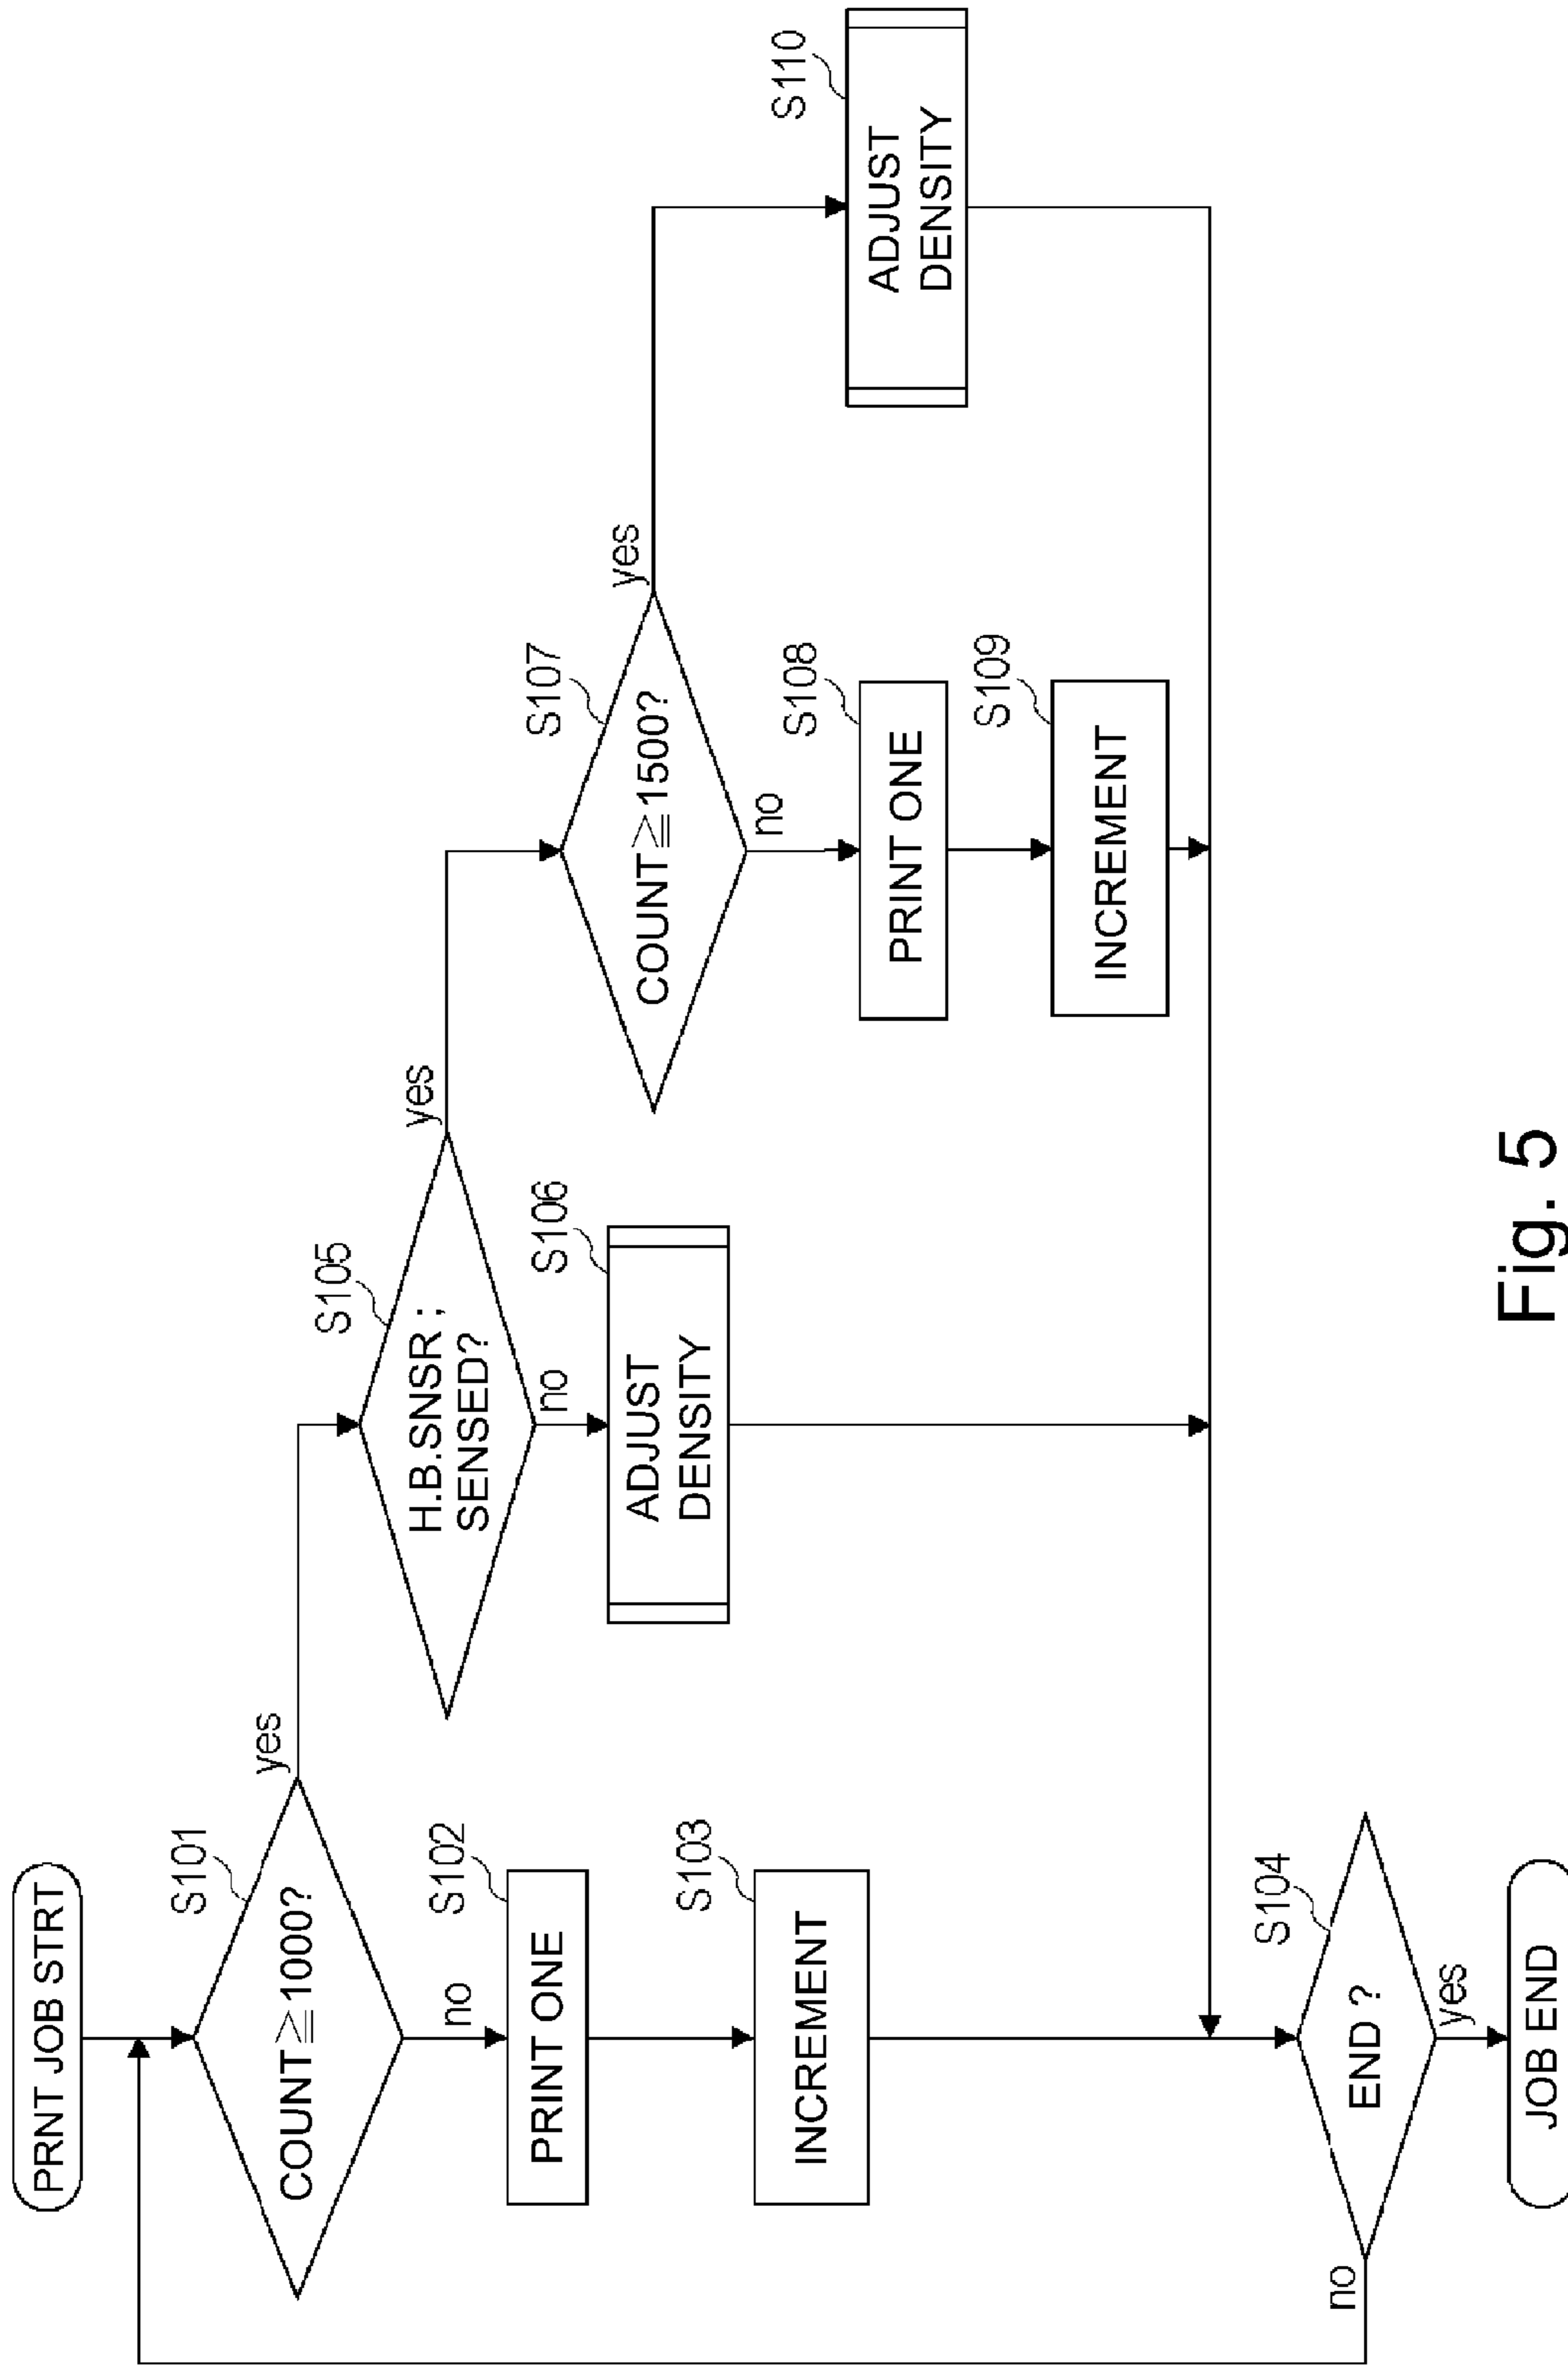 PRNT JOB STRT
S101
COUNT≧1000?
yes
no
S102
PRINT ONE
S103
INCREMENT
S104
END ?
no
yes
JOB END
S105
H.B.SNSR ;
SENSED?
yes
no
S106
ADJUST
DENSITY
S107
COUNT≧1500?
yes
no
S108
PRINT ONE
S109
INCREMENT
S110
ADJUST
DENSITY
Fig. 5